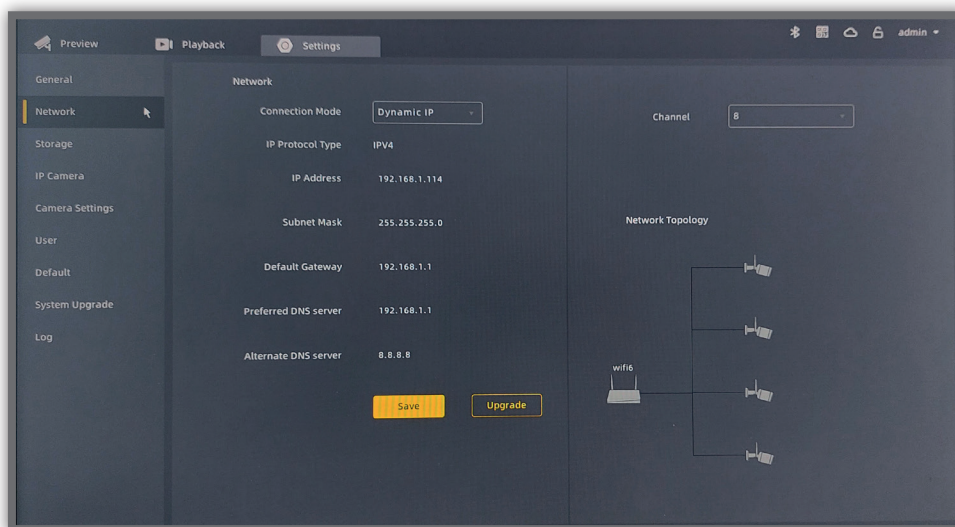 Preview
Playback
Settings
admin
General
Network
Storage
IP Camera
Camera Settings
User
Default
System Upgrade
Log
Network
Connection Mode Dynamic IP
IP Protocol Type IPV4
IP Address 192.168.1.114
Subnet Mask 255.255.255.0
Default Gateway 192.168.1.1
Preferred DNS server 192.168.1.1
Alternate DNS server 8.8.8.8
Save Upgrade
Channel 8
Network Topology
wifi6